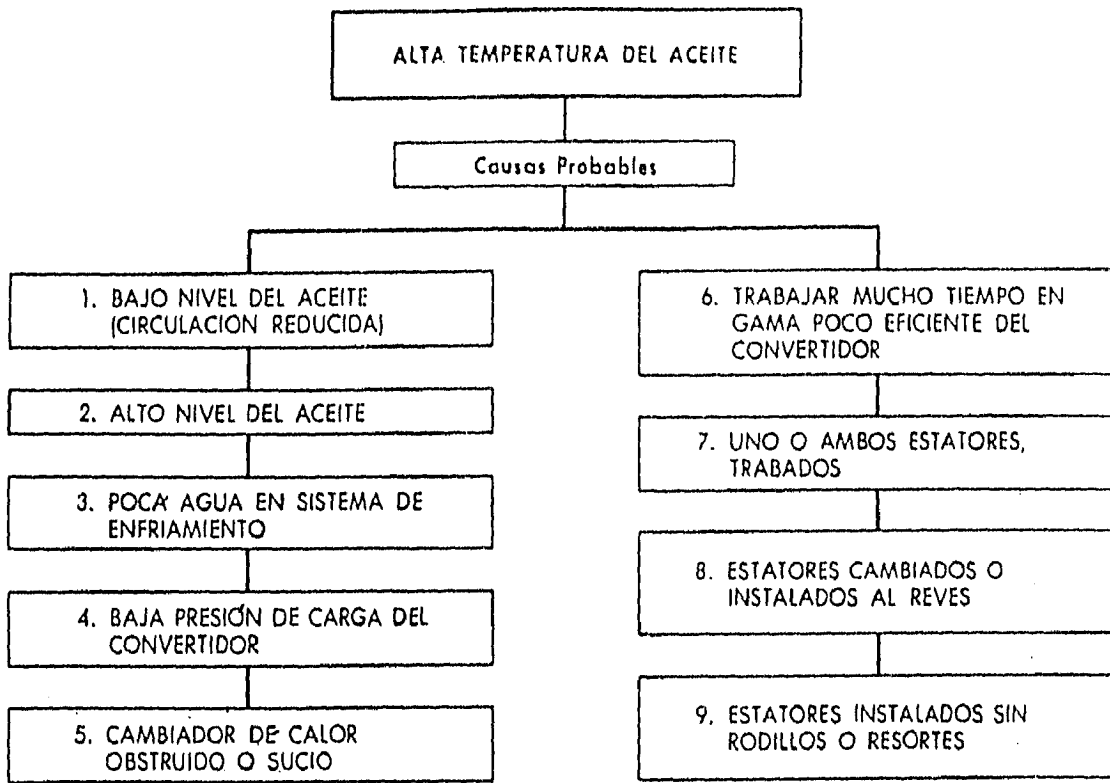 ALTA TEMPERATURA DEL ACEITE
Causas Probables
1. BAJO NIVEL DEL ACEITE
(CIRCULACION REDUCIDA)
2. ALTO NIVEL DEL ACEITE
3. POCA AGUA EN SISTEMA DE
ENFRIAMIENTO
4. BAJA PRESIÓN DE CARGA DEL
CONVERTIDOR
5. CAMBIADOR DE CALOR
OBSTRUIDO O SUCIO
6. TRABAJAR MUCHO TIEMPO EN
GAMA POCO EFICIENTE DEL
CONVERTIDOR
7. UNO O AMBOS ESTATORES,
TRABADOS
8. ESTATORES CAMBIADOS O
INSTALADOS AL REVES
9. ESTATORES INSTALADOS SIN
RODILLOS O RESORTES